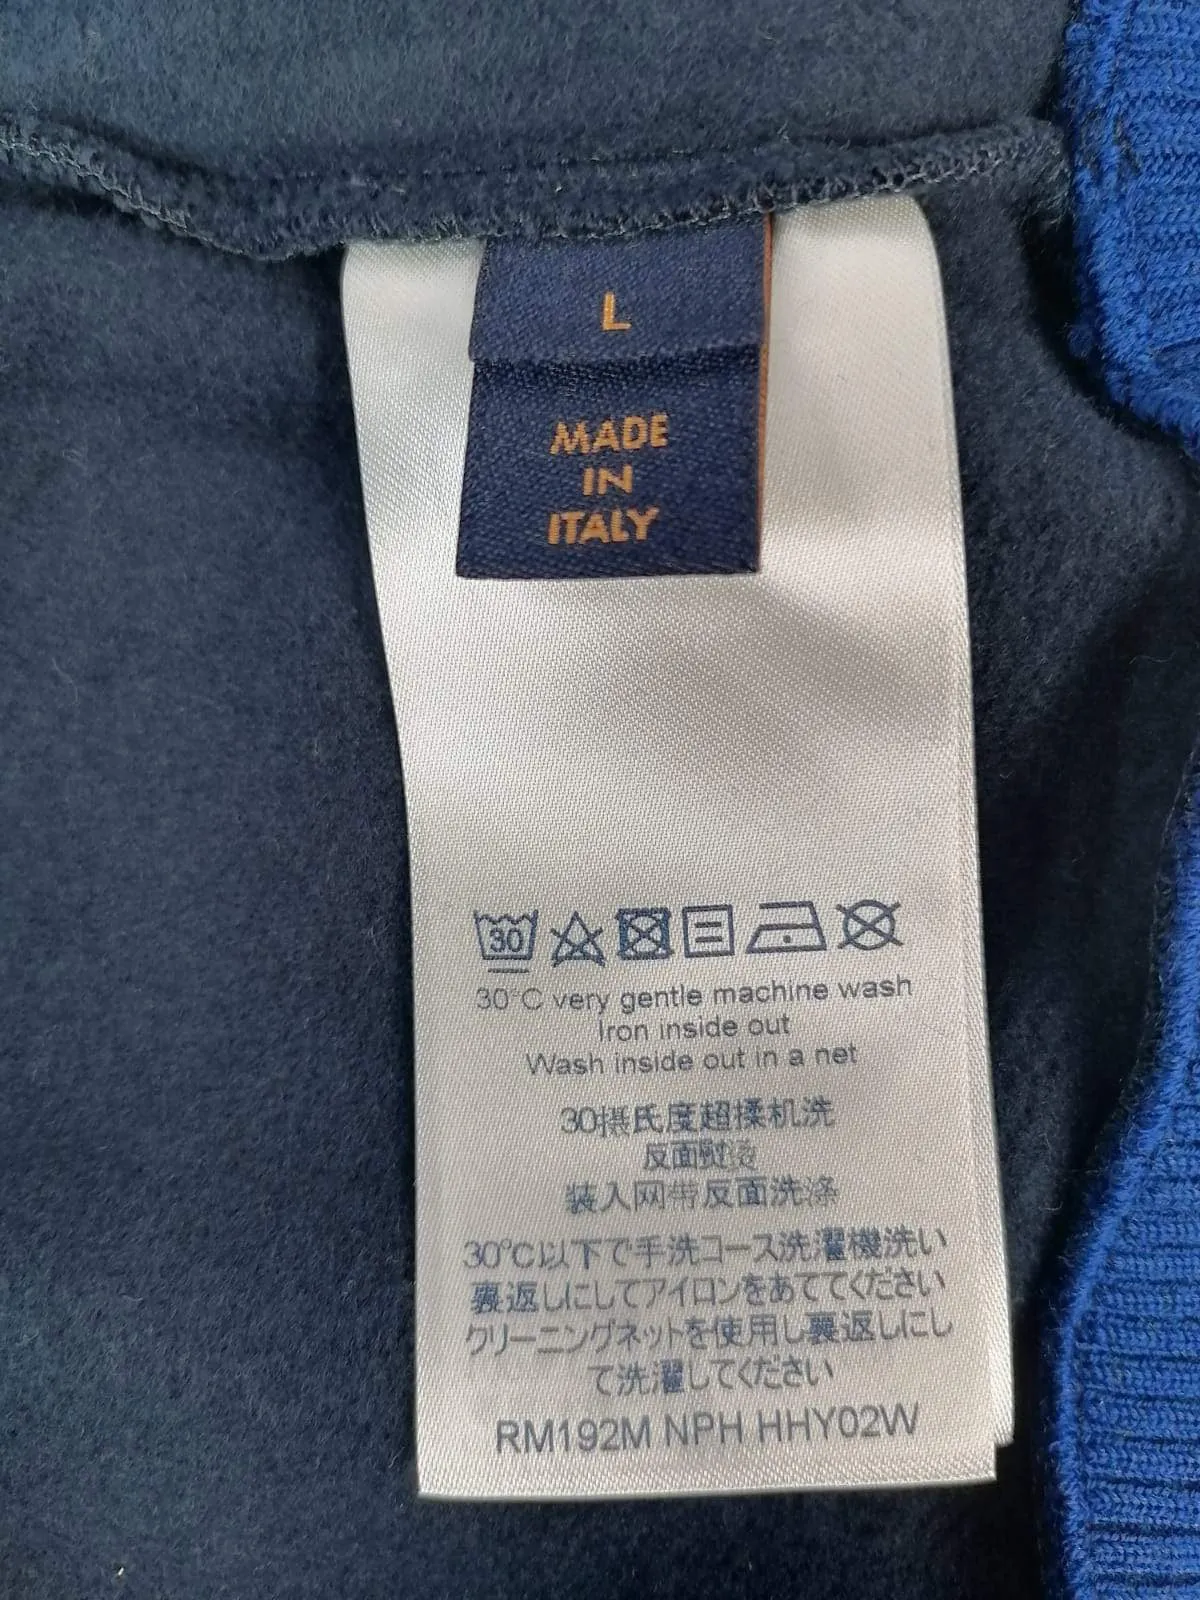 L
MADE
IN
ITALY
30
30°C very gentle machine wash
Iron inside out
Wash inside out in a net
30摄氏度超揉机洗
反面熨烫
装入网带反面洗涤
30℃以下で手洗コース洗濯機洗い
裏返しにしてアイロンをあててください
クリーニングネットを使用し裏返しにし
て洗濯してください
RM192M NPH HHY02W